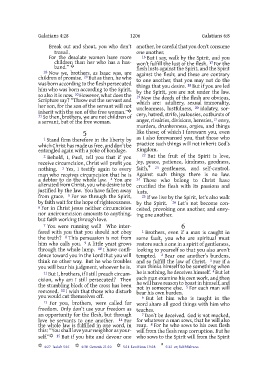 Galatians 4:28
1206
Galatians 6:8
Break out and shout, you who don't
travail.
For the desolate women have more
children than her who has a hus-
band."
28 Now we, brothers, as Isaac was, are
children of promise. 29 But as then, he who
was born according to the flesh persecuted
him who was born according to the Spirit,
so also it is now. 30 However, what does the
Scripture say? "Throw out the servant and
her son, for the son of the servant will not
inherit with the son of the free woman."
31 So then, brothers, we are not children of
a servant, but of the free woman.
5
1 Stand firm therefore in the liberty by
which Christ has made us free, and don't be
entangled again with a yoke of bondage.
2 Behold, I, Paul, tell you that if you
receive circumcision, Christ will profit you
nothing. 3 Yes, I testify again to every
man who receives circumcision that he is
a debtor to do the whole law. 4 You are
alienated from Christ, you who desire to be
justified by the law. You have fallen away
from grace. 5 For we through the Spirit,
by faith wait for the hope of righteousness.
6 For in Christ Jesus neither circumcision
nor uncircumcision amounts to anything,
but faith working through love.
7 You were running well! Who inter-
fered with you that you should not obey
the truth? 8 This persuasion is not from
him who calls you. 9 A little yeast grows
through the whole lump. 10 I have confi-
dence toward you in the Lord that you will
think no other way. But he who troubles
you will bear his judgment, whoever he is.
11 But I, brothers, if I still preach circum-
cision, why am I still persecuted? Then
the stumbling block of the cross has been
removed. 12 I wish that those who disturb
you would cut themselves off.
13 For you, brothers, were called for
freedom. Only don't use your freedom as
an opportunity for the flesh, but through
love be servants to one another. 14 For
the whole law is fulfilled in one word, in
this: "You shall love your neighbor as your-
self." 15 But if you bite and devour one
another, be careful that you don't consume
one another.
16 But I say, walk by the Spirit, and you
won't fulfill the lust of the flesh. 17 For the
flesh lusts against the Spirit, and the Spirit
against the flesh; and these are contrary
to one another, that you may not do the
things that you desire. 18 But if you are led
by the Spirit, you are not under the law.
19 Now the deeds of the flesh are obvious,
which are: adultery, sexual immorality,
uncleanness, lustfulness, 20 idolatry, sor-
cery, hatred, strife, jealousies, outbursts of
anger, rivalries, divisions, heresies, 21 envy,
murders, drunkenness, orgies, and things
like these; of which I forewarn you, even
as I also forewarned you, that those who
practice such things will not inherit God's
Kingdom.
22 But the fruit of the Spirit is love,
joy, peace, patience, kindness, goodness,
faith, 23 gentleness, and self-control.
Against such things there is no law.
24 Those who belong to Christ have
crucified the flesh with its passions and
lusts.
25 If we live by the Spirit, let's also walk
by the Spirit. 26 Let's not become con-
ceited, provoking one another, and envy-
ing one another.
6
1 Brothers, even if a man is caught in
some fault, you who are spiritual must
restore such a one in a spirit of gentleness,
looking to yourself so that you also aren't
tempted. 2 Bear one another's burdens,
and so fulfill the law of Christ. 3 For if a
man thinks himself to be something when
he is nothing, he deceives himself. 4 But let
each man examine his own work, and then
he will have reason to boast in himself, and
not in someone else. 5 For each man will
bear his own burden.
6 But let him who is taught in the
word share all good things with him who
teaches.
7 Don't be deceived. God is not mocked,
for whatever a man sows, that he will also
reap. 8 For he who sows to his own flesh
will from the flesh reap corruption. But he
who sows to the Spirit will from the Spirit